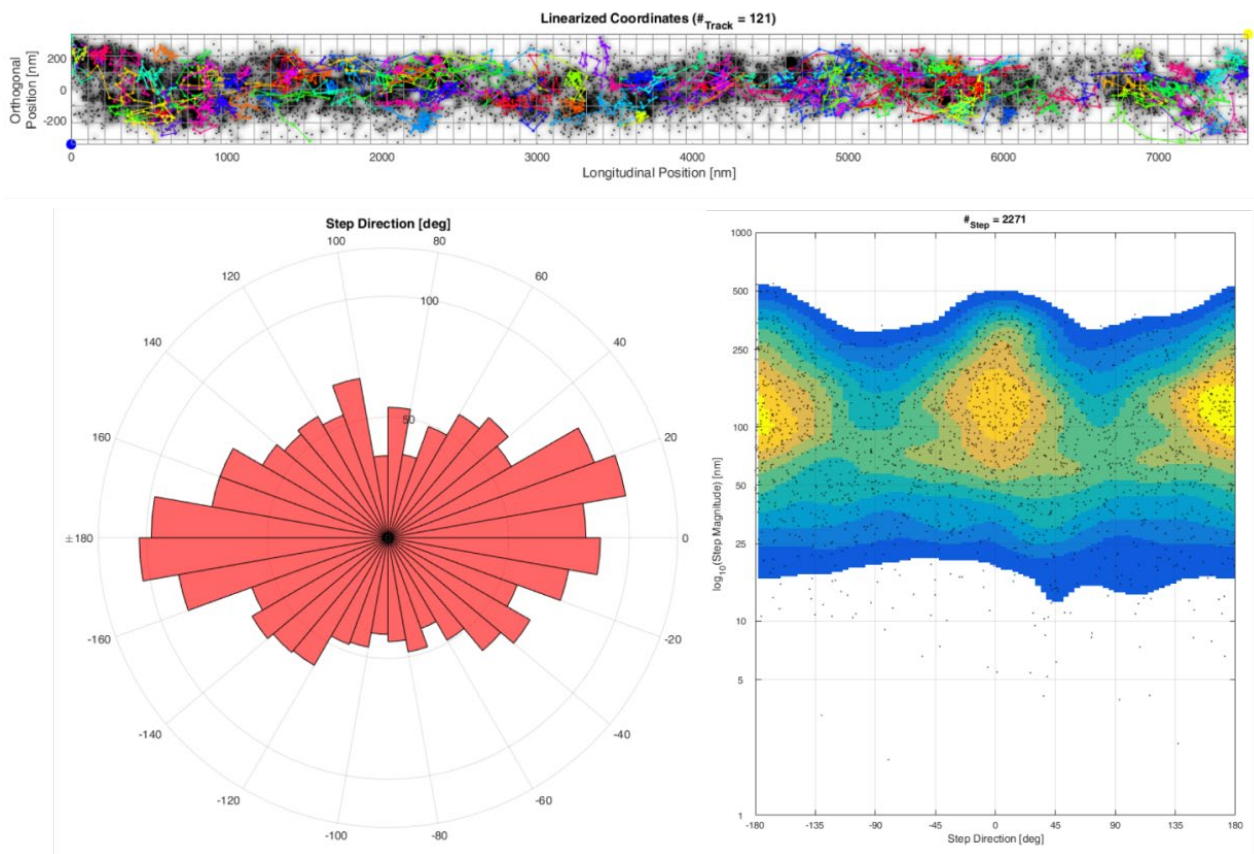 Linearized Coordinates (#Track = 121)
Orthogonal
Position [nm]
200
0
-200
0 1000 2000 3000 4000 5000 6000 7000
Longitudinal Position [nm]
Step Direction [deg]
100 80
120 60
100
140 40
50
160 20
±180 0
-160 -20
-140 -40
-120 -60
-100 -80
#Step = 2271
log10(Step Magnitude) [nm]
1000
500
250
100
50
25
10
5
1
-180 -135 -90 -45 0 45 90 135 180
Step Direction [deg]